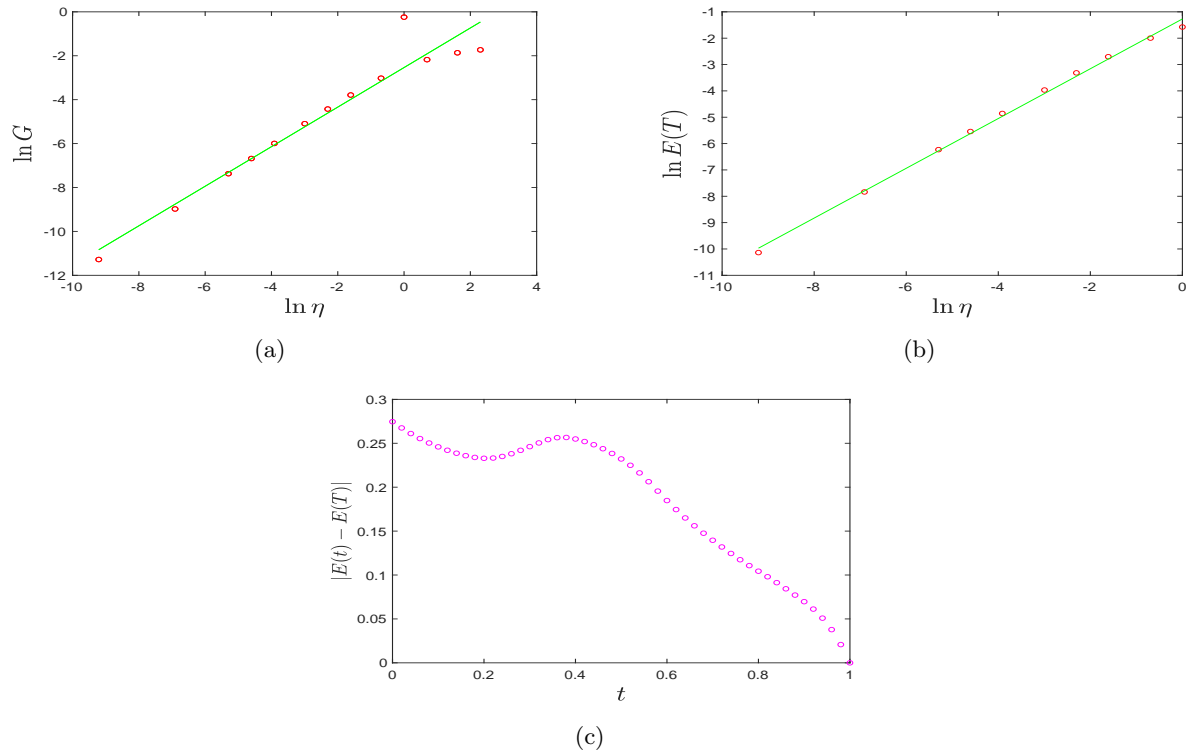 0
-2
-4
-6
-8
-10
-12
ln G
-10 -8 -6 -4 -2 0 2 4
ln η
(a)
-1
-2
-3
-4
-5
-6
-7
-8
-9
-10
-11
ln E(T)
-10 -8 -6 -4 -2 0
ln η
(b)
0.3
0.25
0.2
0.15
0.1
0.05
0
|E(t) − E(T)|
0 0.2 0.4 0.6 0.8 1
t
(c)